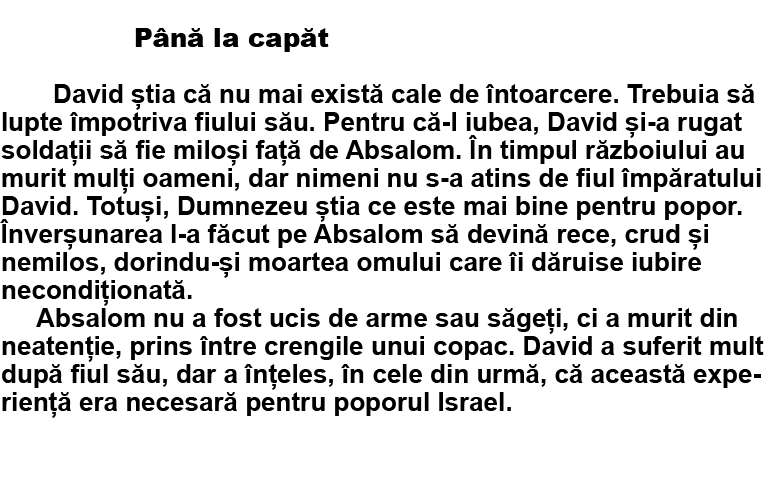 Până la capăt
David știa că nu mai există cale de întoarcere. Trebuia să
lupte împotriva fiului său. Pentru că-l iubea, David și-a rugat
soldații să fie miloși față de Absalom. În timpul războiului au
murit mulți oameni, dar nimeni nu s-a atins de fiul împăratului
David. Totuși, Dumnezeu știa ce este mai bine pentru popor.
Înverșunarea l-a făcut pe Absalom să devină rece, crud și
nemilos, dorindu-și moartea omului care îi dăruise iubire
necondiționată.
Absalom nu a fost ucis de arme sau săgeți, ci a murit din
neatenție, prins între crengile unui copac. David a suferit mult
după fiul său, dar a înțeles, în cele din urmă, că această expe-
riență era necesară pentru poporul Israel.